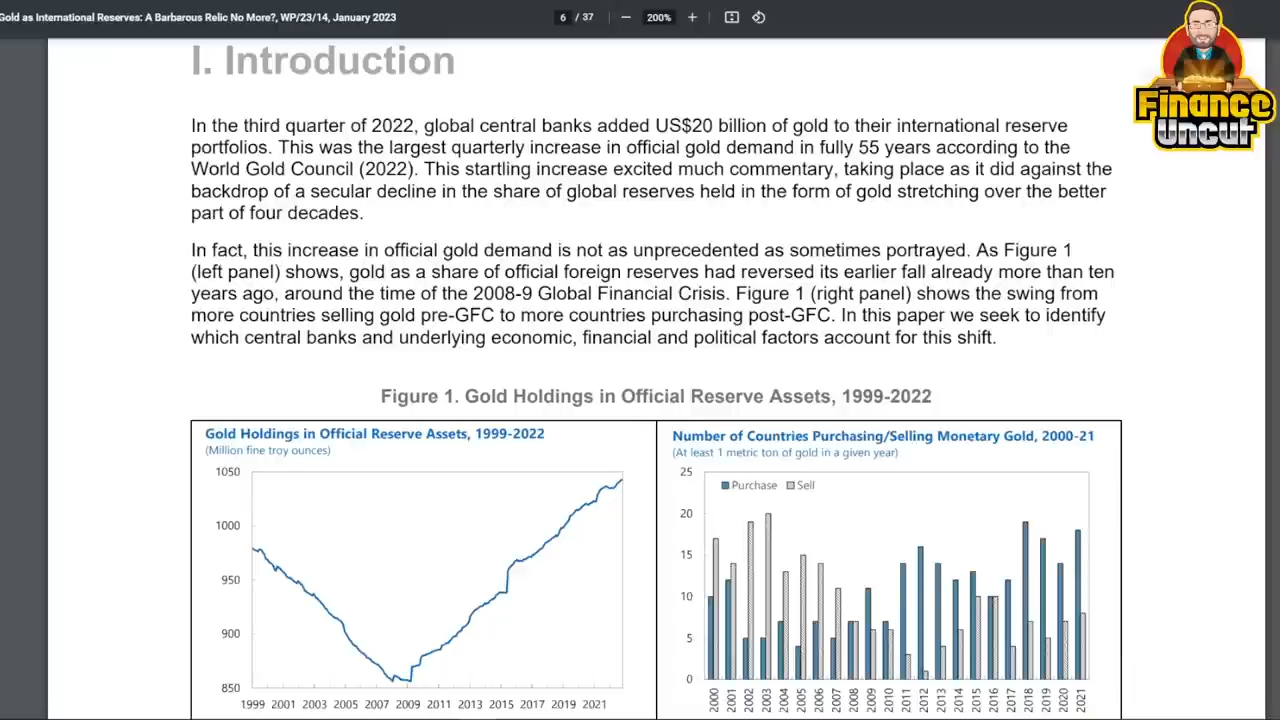 Gold as International Reserves: A Barbarous Relic No More?, WP/23/14, January 2023
6 / 37
200%
Finance
Uncut
I. Introduction
In the third quarter of 2022, global central banks added US$20 billion of gold to their international reserve
portfolios. This was the largest quarterly increase in official gold demand in fully 55 years according to the
World Gold Council (2022). This startling increase excited much commentary, taking place as it did against the
backdrop of a secular decline in the share of global reserves held in the form of gold stretching over the better
part of four decades.
In fact, this increase in official gold demand is not as unprecedented as sometimes portrayed. As Figure 1
(left panel) shows, gold as a share of official foreign reserves had reversed its earlier fall already more than ten
years ago, around the time of the 2008-9 Global Financial Crisis. Figure 1 (right panel) shows the swing from
more countries selling gold pre-GFC to more countries purchasing post-GFC. In this paper we seek to identify
which central banks and underlying economic, financial and political factors account for this shift.
Figure 1. Gold Holdings in Official Reserve Assets, 1999-2022
Gold Holdings in Official Reserve Assets, 1999-2022
(Million fine troy ounces)
1050
1000
950
900
850
1999 2001 2003 2005 2007 2009 2011 2013 2015 2017 2019 2021
Number of Countries Purchasing/Selling Monetary Gold, 2000-21
(At least 1 metric ton of gold in a given year)
25
Purchase Sell
20
15
10
5
0
2000 2001 2002 2003 2004 2005 2006 2007 2008 2009 2010 2011 2012 2013 2014 2015 2016 2017 2018 2019 2020 2021